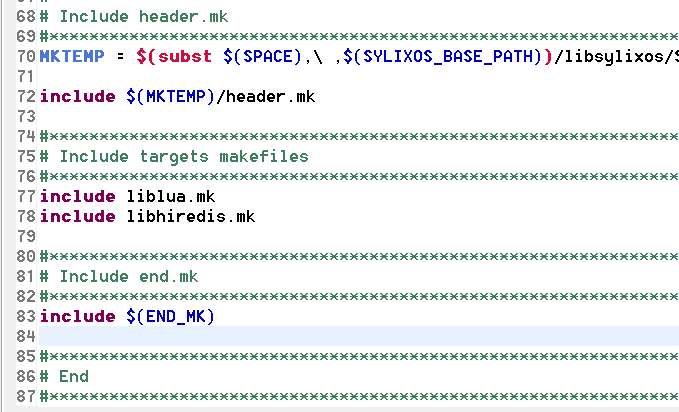 68 # Include header.mk
69 #***************************************************************
70 MKTEMP = $(subst $(SPACE),\ ,$(SYLIXOS_BASE_PATH))/libsylixos/S
71
72 include $(MKTEMP)/header.mk
73
74 #***************************************************************
75 # Include targets makefiles
76 #***************************************************************
77 include liblua.mk
78 include libhiredis.mk
79
80 #***************************************************************
81 # Include end.mk
82 #***************************************************************
83 include $(END_MK)
84
85 #***************************************************************
86 # End
87 #***************************************************************